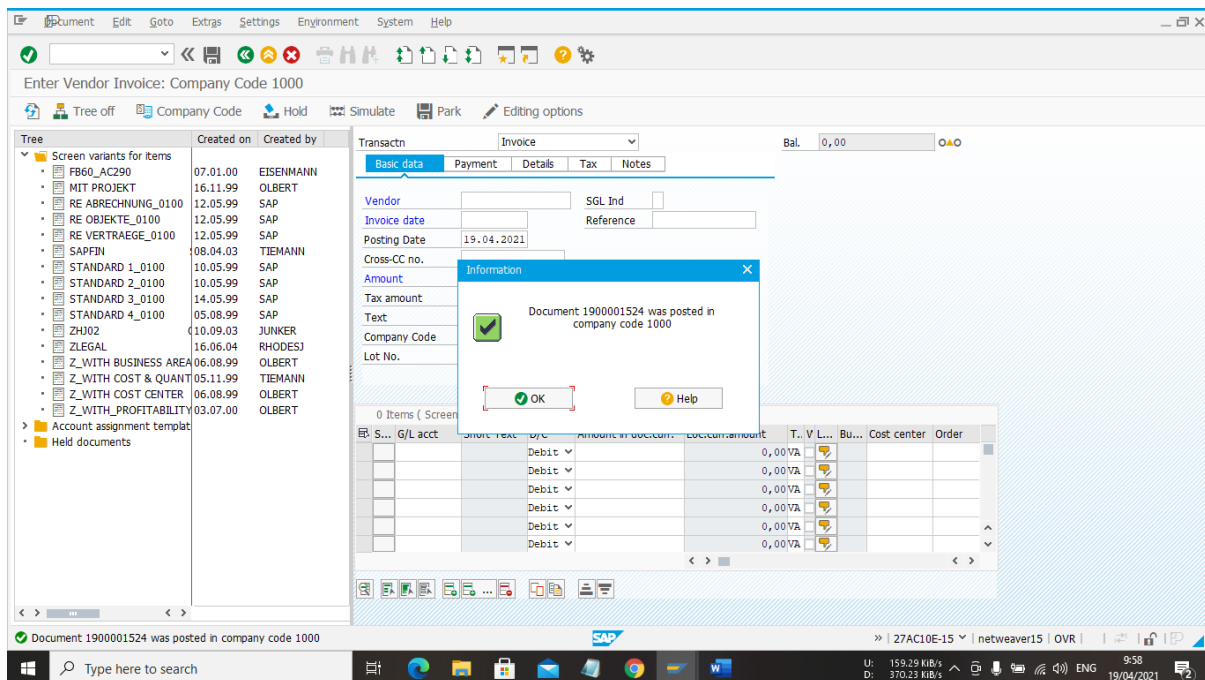 Document Edit Goto Extras Settings Environment System Help
Enter Vendor Invoice: Company Code 1000
Tree off Company Code Hold Simulate Park Editing options
Tree Created on Created by
Screen variants for items
FB60_AC290 07.01.00 EISENMANN
MIT PROJEKT 16.11.99 OLBERT
RE ABRECHNUNG_0100 12.05.99 SAP
RE OBJEKTE_0100 12.05.99 SAP
RE VERTRAEGE_0100 12.05.99 SAP
SAPFIN 08.04.03 TIEMANN
STANDARD 1_0100 10.05.99 SAP
STANDARD 2_0100 10.05.99 SAP
STANDARD 3_0100 14.05.99 SAP
STANDARD 4_0100 05.08.99 SAP
ZHJ02 10.09.03 JUNKER
ZLEGAL 16.06.04 RHODESJ
Z_WITH BUSINESS AREA 06.08.99 OLBERT
Z_WITH COST & QUANT 05.11.99 TIEMANN
Z_WITH COST CENTER 06.08.99 OLBERT
Z_WITH_PROFITABILITY 03.07.00 OLBERT
Account assignment templat
Held documents
Transactn Invoice Bal. 0,00
Basic data Payment Details Tax Notes
Vendor SGL Ind
Invoice date Reference
Posting Date 19.04.2021
Cross-CC no.
Amount
Tax amount
Text
Company Code
Lot No.
Information
Document 1900001524 was posted in
company code 1000
OK Help
0 Items ( Screen
S... G/L acct Short Text D/C Amount in doc.curr. Loc.curr.amount T.. V L... Bu... Cost center Order
Debit 0,00 VA
Debit 0,00 VA
Debit 0,00 VA
Debit 0,00 VA
Debit 0,00 VA
Debit 0,00 VA
Document 1900001524 was posted in company code 1000 SAP 27AC10E-15 netweaver15 OVR
Type here to search U: 159.29 KiB/s ENG 9:58
D: 370.23 KiB/s 19/04/2021